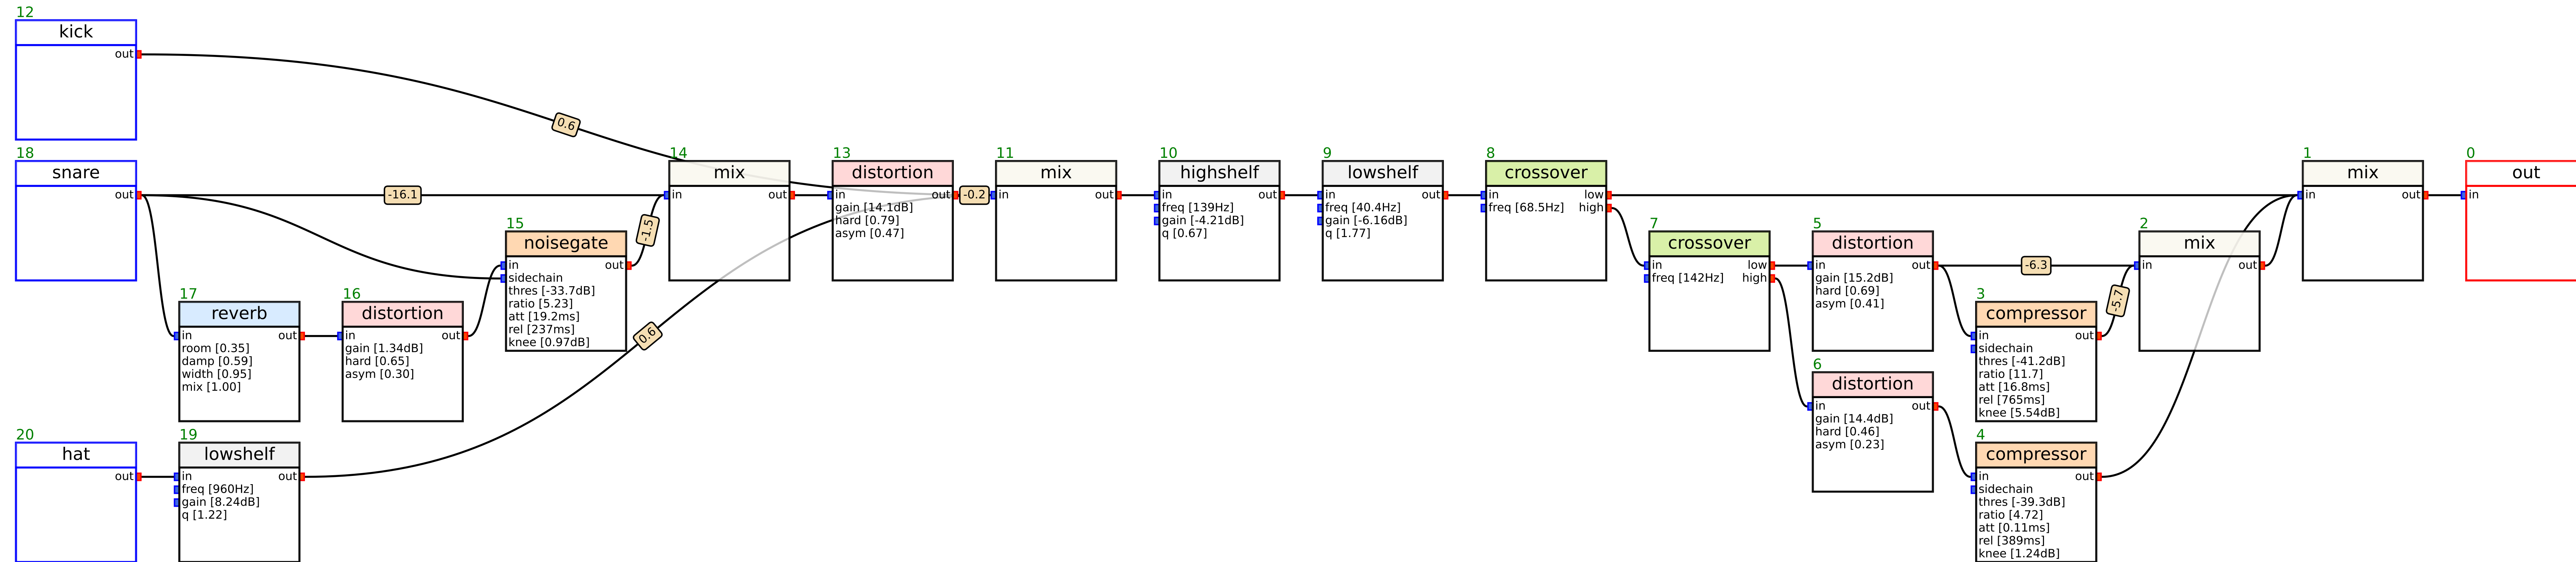 12
kick
out
0.6
18
snare
out
-16.1
17
reverb
in out
room [0.35]
damp [0.59]
width [0.95]
mix [1.00]
16
distortion
in out
gain [1.34dB]
hard [0.65]
asym [0.30]
15
noisegate
in out
sidechain
thres [-33.7dB]
ratio [5.23]
att [19.2ms]
rel [237ms]
knee [0.97dB]
-1.5
20
hat
out
19
lowshelf
in out
freq [960Hz]
gain [8.24dB]
q [1.22]
0.6
14
mix
in out
13
distortion
in out
gain [14.1dB]
hard [0.79]
asym [0.47]
-0.2
11
mix
in out
10
highshelf
in out
freq [139Hz]
gain [-4.21dB]
q [0.67]
9
lowshelf
in out
freq [40.4Hz]
gain [-6.16dB]
q [1.77]
8
crossover
in low
freq [68.5Hz] high
7
crossover
in low
freq [142Hz] high
5
distortion
in out
gain [15.2dB]
hard [0.69]
asym [0.41]
-6.3
6
distortion
in out
gain [14.4dB]
hard [0.46]
asym [0.23]
3
compressor
in out
sidechain
thres [-41.2dB]
ratio [11.7]
att [16.8ms]
rel [765ms]
knee [5.54dB]
-5.7
4
compressor
in out
sidechain
thres [-39.3dB]
ratio [4.72]
att [0.11ms]
rel [389ms]
knee [1.24dB]
2
mix
in out
1
mix
in out
0
out
in